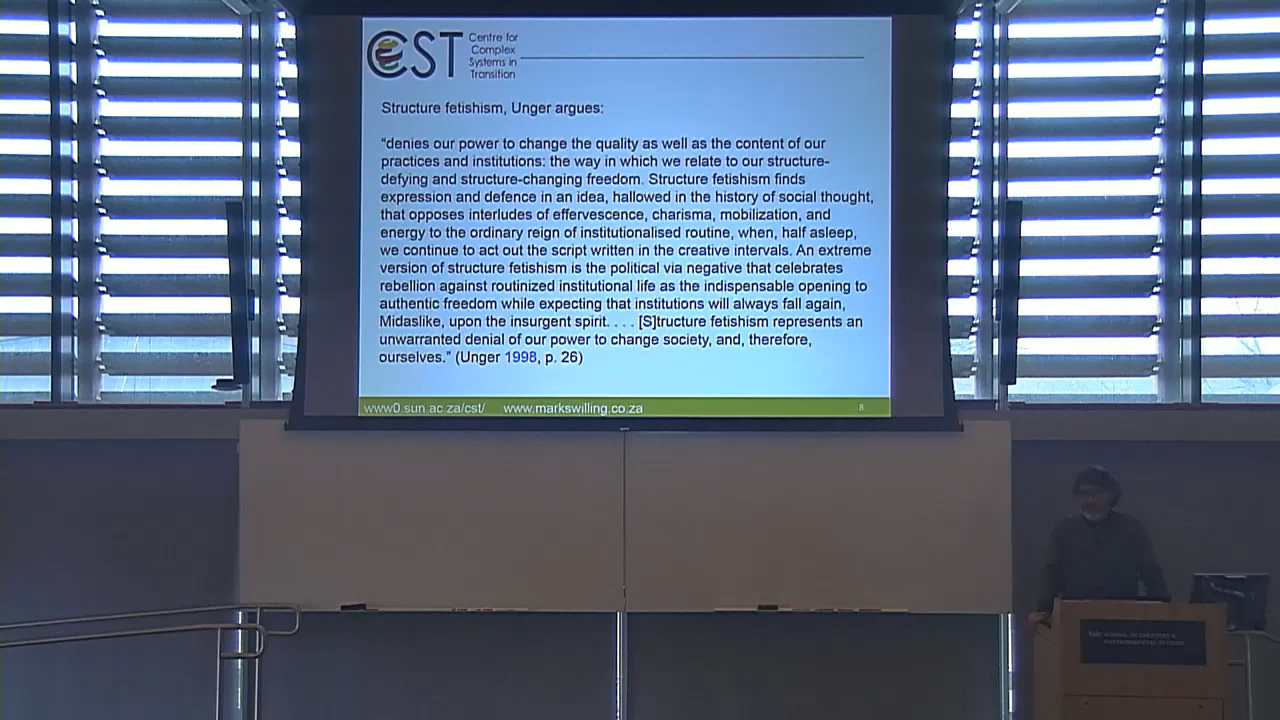 CST
Centre for
Complex
Systems in
Transition
Structure fetishism, Unger argues:
“denies our power to change the quality as well as the content of our
practices and institutions: the way in which we relate to our structure-
defying and structure-changing freedom. Structure fetishism finds
expression and defence in an idea, hallowed in the history of social thought,
that opposes interludes of effervescence, charisma, mobilization, and
energy to the ordinary reign of institutionalised routine, when, half asleep,
we continue to act out the script written in the creative intervals. An extreme
version of structure fetishism is the political via negative that celebrates
rebellion against routinized institutional life as the indispensable opening to
authentic freedom while expecting that institutions will always fall again,
Midaslike, upon the insurgent spirit. . . . [S]tructure fetishism represents an
unwarranted denial of our power to change society, and, therefore,
ourselves.” (Unger 1998, p. 26)
www0.sun.ac.za/cst/ www.markswilling.co.za 8
Yale SCHOOL OF FORESTRY &
ENVIRONMENTAL STUDIES